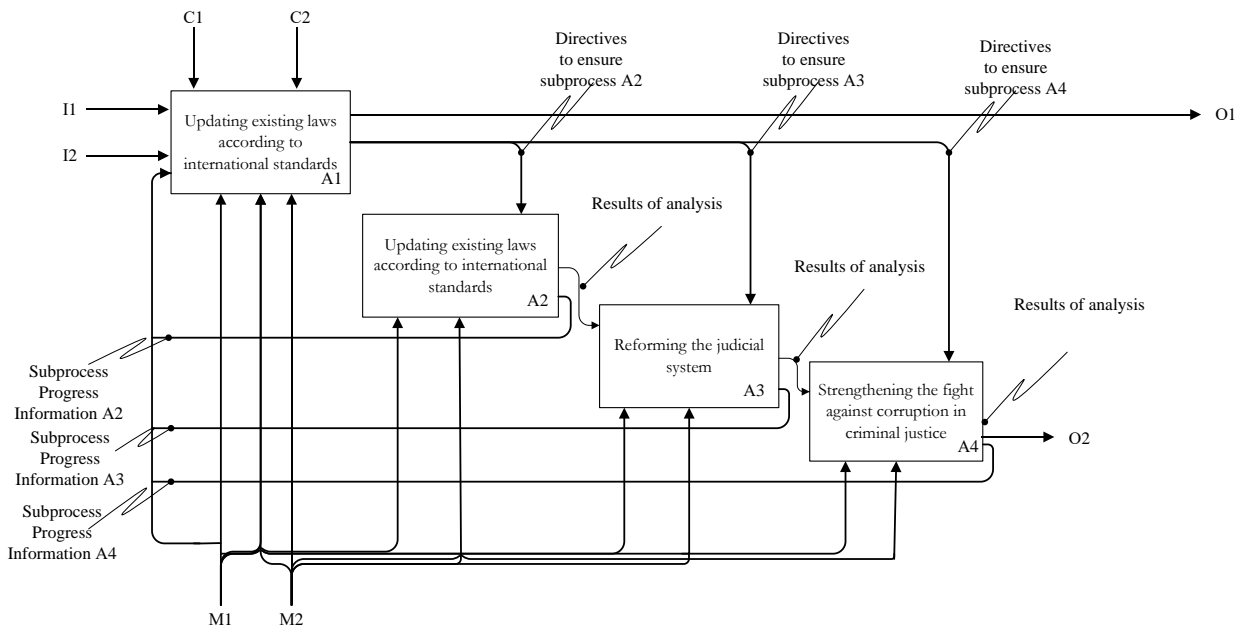 C1
C2
Directives
to ensure
subprocess A2
Directives
to ensure
subprocess A3
Directives
to ensure
subprocess A4
I1
I2
Updating existing laws
according to
international standards
A1
O1
Results of analysis
Updating existing laws
according to international
standards
A2
Results of analysis
Reforming the judicial
system
A3
Results of analysis
Strengthening the fight
against corruption in
criminal justice
A4
O2
Subprocess
Progress
Information A2
Subprocess
Progress
Information A3
Subprocess
Progress
Information A4
M1
M2